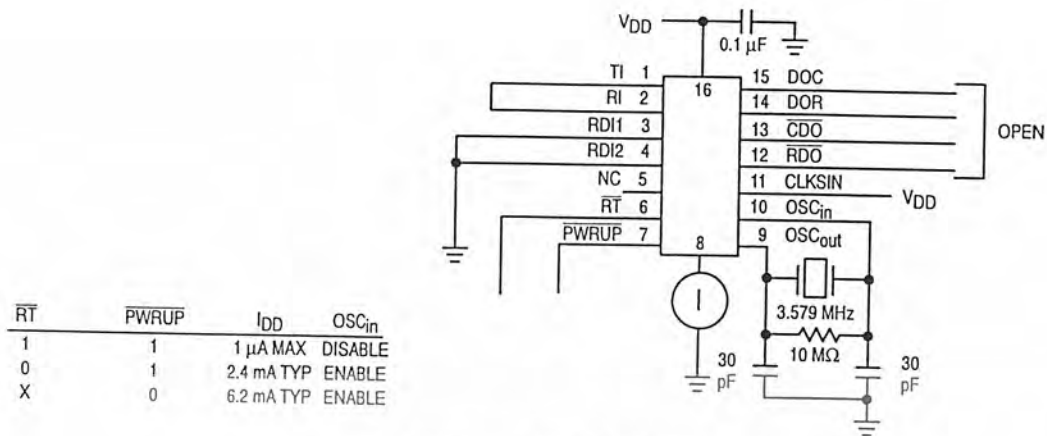 VDD
0.1 µF
TI 1
RI 2
RDI1 3
RDI2 4
NC 5
RT 6
PWRUP 7
16
8
I
15 DOC
14 DOR
13 CDO
12 RDO
11 CLKSIN
10 OSCin
9 OSCout
OPEN
VDD
3.579 MHz
10 MΩ
30
pF
30
pF
RT PWRUP IDD OSCin
1 1 1 µA MAX DISABLE
0 1 2.4 mA TYP ENABLE
X 0 6.2 mA TYP ENABLE